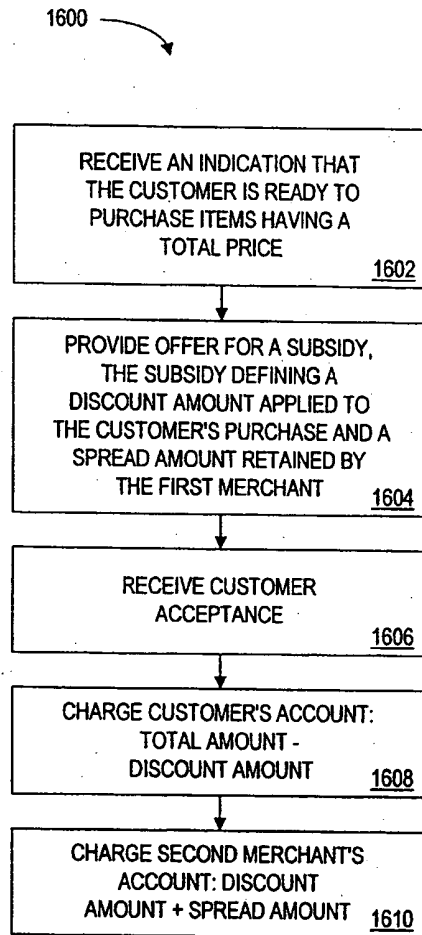 1600
RECEIVE AN INDICATION THAT
THE CUSTOMER IS READY TO
PURCHASE ITEMS HAVING A
TOTAL PRICE
1602
PROVIDE OFFER FOR A SUBSIDY,
THE SUBSIDY DEFINING A
DISCOUNT AMOUNT APPLIED TO
THE CUSTOMER'S PURCHASE AND A
SPREAD AMOUNT RETAINED BY
THE FIRST MERCHANT
1604
RECEIVE CUSTOMER
ACCEPTANCE
1606
CHARGE CUSTOMER'S ACCOUNT:
TOTAL AMOUNT -
DISCOUNT AMOUNT
1608
CHARGE SECOND MERCHANT'S
ACCOUNT: DISCOUNT
AMOUNT + SPREAD AMOUNT
1610